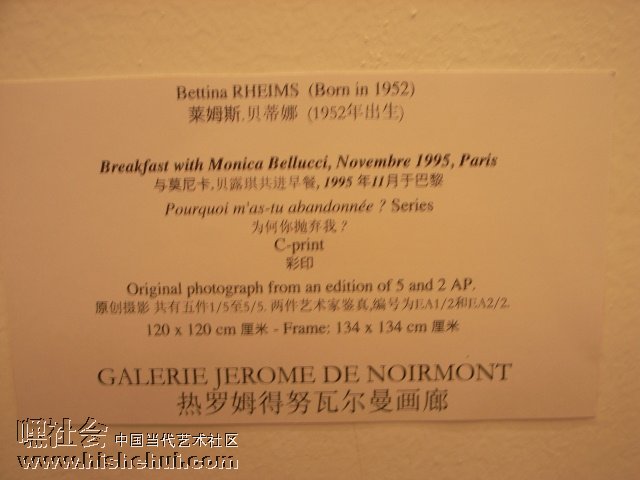 Bettina RHEIMS (Born in 1952)
莱姆斯.贝蒂娜 (1952年出生)
Breakfast with Monica Bellucci, Novembre 1995, Paris
与莫尼卡,贝露琪共进早餐, 1995 年11月于巴黎
Pourquoi m'as-tu abandonnée ? Series
为何你抛弃我?
C-print
彩印
Original photograph from an edition of 5 and 2 AP.
原创摄影 共有五件1/5至5/5. 两件艺术家鉴真,编号为EA1/2和EA2/2.
120 x 120 cm 厘米 - Frame: 134 x 134 cm 厘米
GALERIE JEROME DE NOIRMONT
热罗姆得努瓦尔曼画廊
嘿社会 中国当代艺术社区
www.hishehui.com